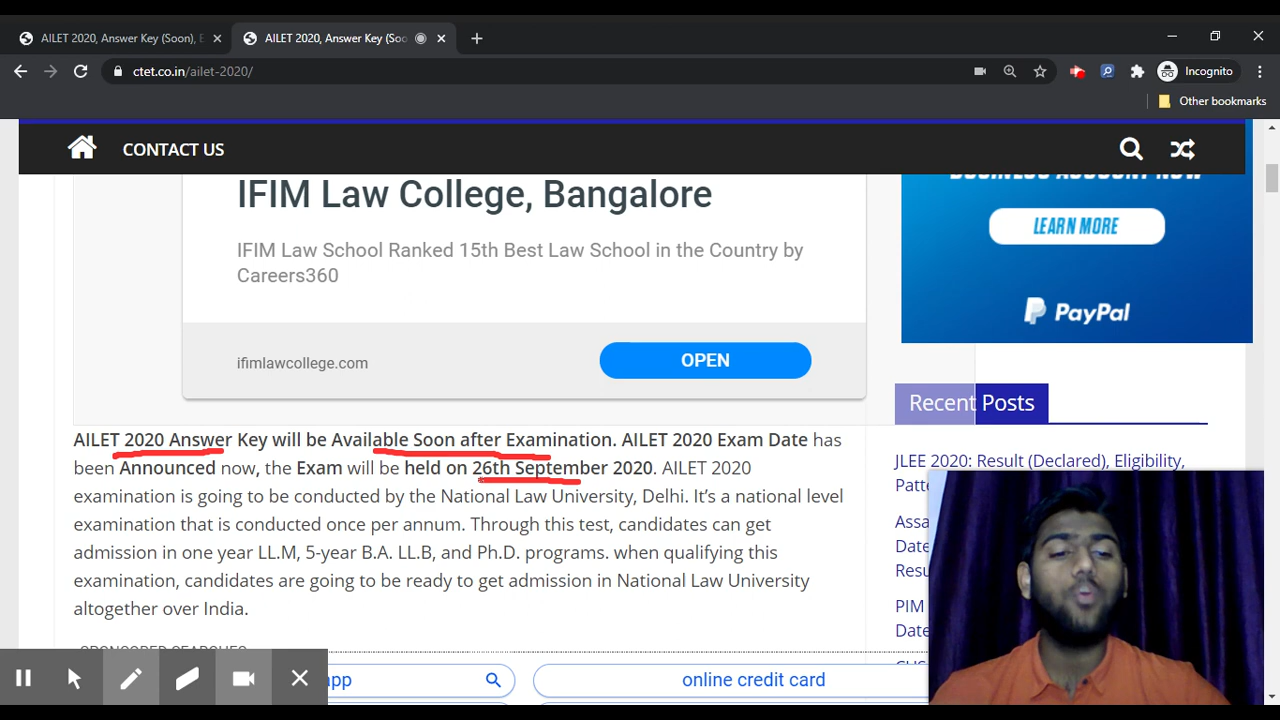 AILET 2020, Answer Key (Soon), E
AILET 2020, Answer Key (Soo
ctet.co.in/ailet-2020/
Incognito
Other bookmarks
CONTACT US
IFIM Law College, Bangalore
IFIM Law School Ranked 15th Best Law School in the Country by
Careers360
ifimlawcollege.com
OPEN
BUSINESS ACCOUNT NOW
LEARN MORE
PayPal
Recent Posts
AILET 2020 Answer Key will be Available Soon after Examination. AILET 2020 Exam Date has
been Announced now, the Exam will be held on 26th September 2020. AILET 2020
examination is going to be conducted by the National Law University, Delhi. It's a national level
examination that is conducted once per annum. Through this test, candidates can get
admission in one year LL.M, 5-year B.A. LL.B, and Ph.D. programs. when qualifying this
examination, candidates are going to be ready to get admission in National Law University
altogether over India.
JLEE 2020: Result (Declared), Eligibility,
Patte
Assa
Date
Resu
PIM
Date
SPONSORED SEARCHES
app
online credit card